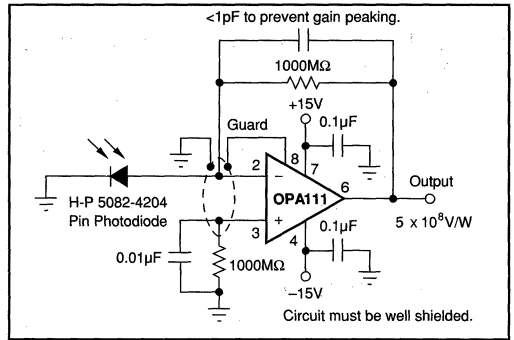 <1pF to prevent gain peaking.
1000MΩ
+15V
0.1µF
Guard
8
7
2
−
OPA111
6
Output
5 x 10⁸V/W
H-P 5082-4204
Pin Photodiode
+
3
4
0.1µF
0.01µF
1000MΩ
−15V
Circuit must be well shielded.